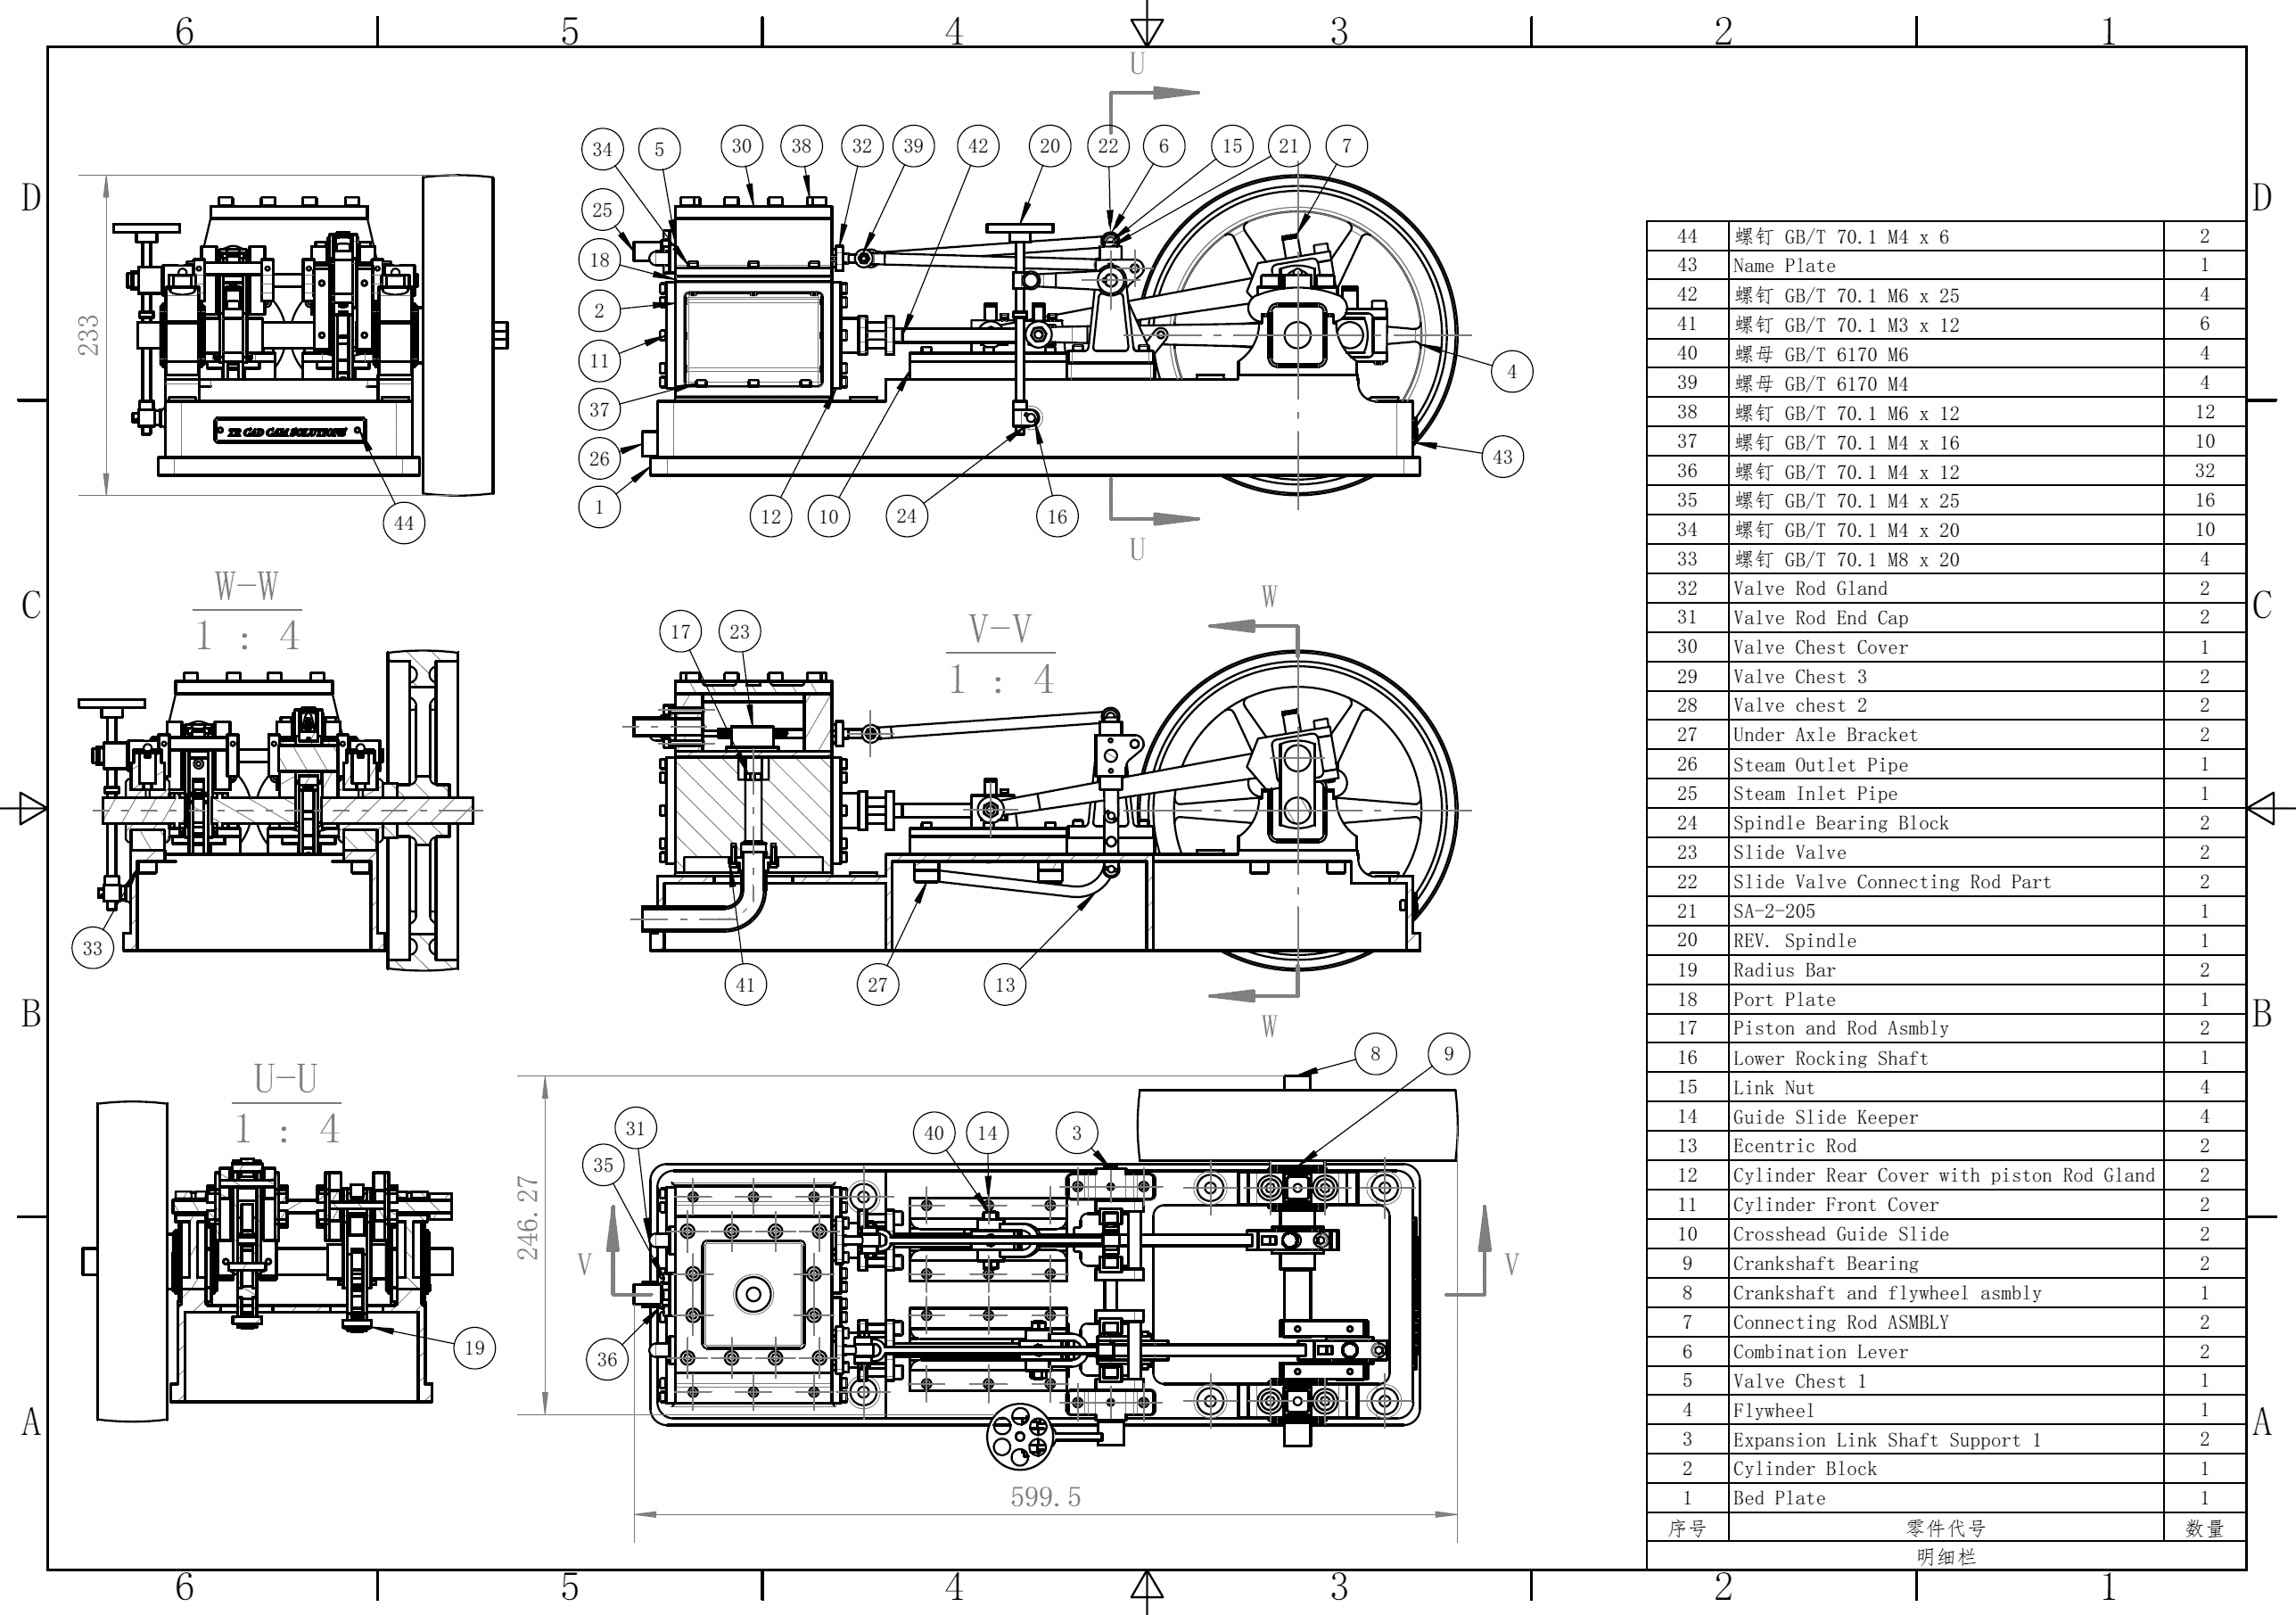 6 5 4 3 2 1
U
34 5 30 38 32 39 42 20 22 6 15 21 7
D D
25
18
2
11
37
26
1
12 10 24 16
4
43
233
TR CAD CAM SOLUTIONS
44
U
C C
W-W
1 : 4
17 23
V-V
1 : 4
W
33
41 27 13
W
B B
U-U
1 : 4
8 9
31 40 14 3
35
246.27
V V
36
19
A A
599.5
44 螺钉 GB/T 70.1 M4 x 6 2
43 Name Plate 1
42 螺钉 GB/T 70.1 M6 x 25 4
41 螺钉 GB/T 70.1 M3 x 12 6
40 螺母 GB/T 6170 M6 4
39 螺母 GB/T 6170 M4 4
38 螺钉 GB/T 70.1 M6 x 12 12
37 螺钉 GB/T 70.1 M4 x 16 10
36 螺钉 GB/T 70.1 M4 x 12 32
35 螺钉 GB/T 70.1 M4 x 25 16
34 螺钉 GB/T 70.1 M4 x 20 10
33 螺钉 GB/T 70.1 M8 x 20 4
32 Valve Rod Gland 2
31 Valve Rod End Cap 2
30 Valve Chest Cover 1
29 Valve Chest 3 2
28 Valve chest 2 2
27 Under Axle Bracket 2
26 Steam Outlet Pipe 1
25 Steam Inlet Pipe 1
24 Spindle Bearing Block 2
23 Slide Valve 2
22 Slide Valve Connecting Rod Part 2
21 SA-2-205 1
20 REV. Spindle 1
19 Radius Bar 2
18 Port Plate 1
17 Piston and Rod Asmbly 2
16 Lower Rocking Shaft 1
15 Link Nut 4
14 Guide Slide Keeper 4
13 Ecentric Rod 2
12 Cylinder Rear Cover with piston Rod Gland 2
11 Cylinder Front Cover 2
10 Crosshead Guide Slide 2
9 Crankshaft Bearing 2
8 Crankshaft and flywheel asmbly 1
7 Connecting Rod ASMBLY 2
6 Combination Lever 2
5 Valve Chest 1 1
4 Flywheel 1
3 Expansion Link Shaft Support 1 2
2 Cylinder Block 1
1 Bed Plate 1
序号 零件代号 数量
明细栏
6 5 4 3 2 1